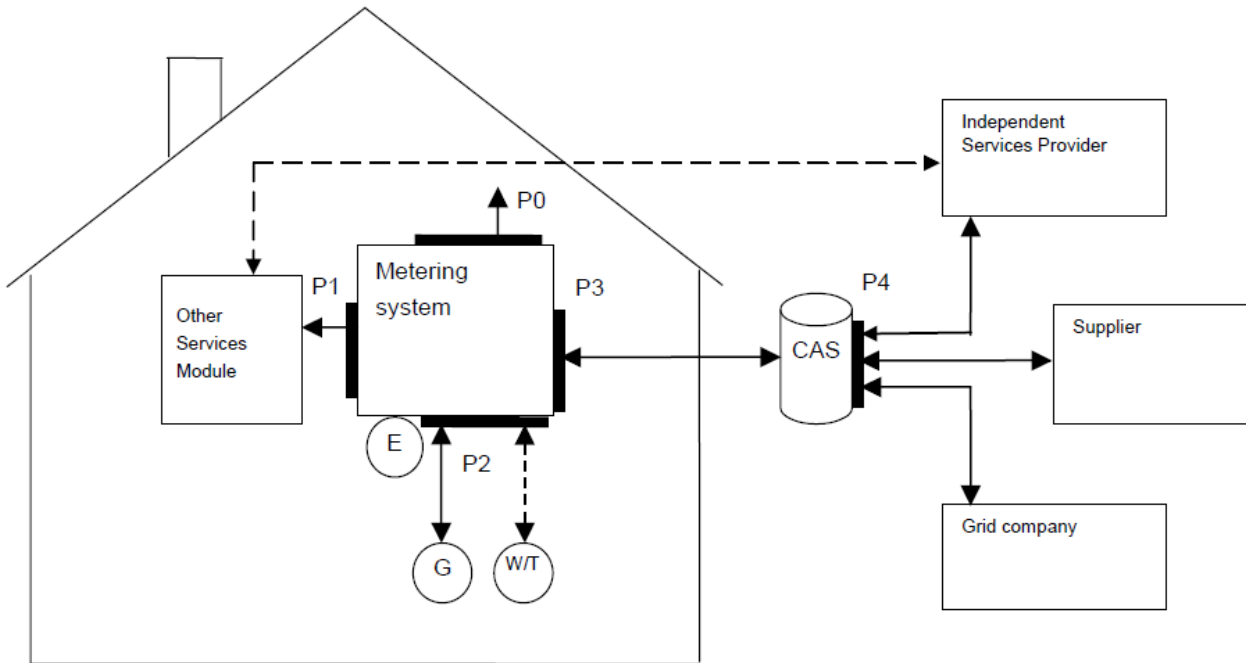 Independent
Services Provider
P0
Metering
system
P1
P3
P4
Other
Services
Module
CAS
Supplier
E
P2
G
W/T
Grid company